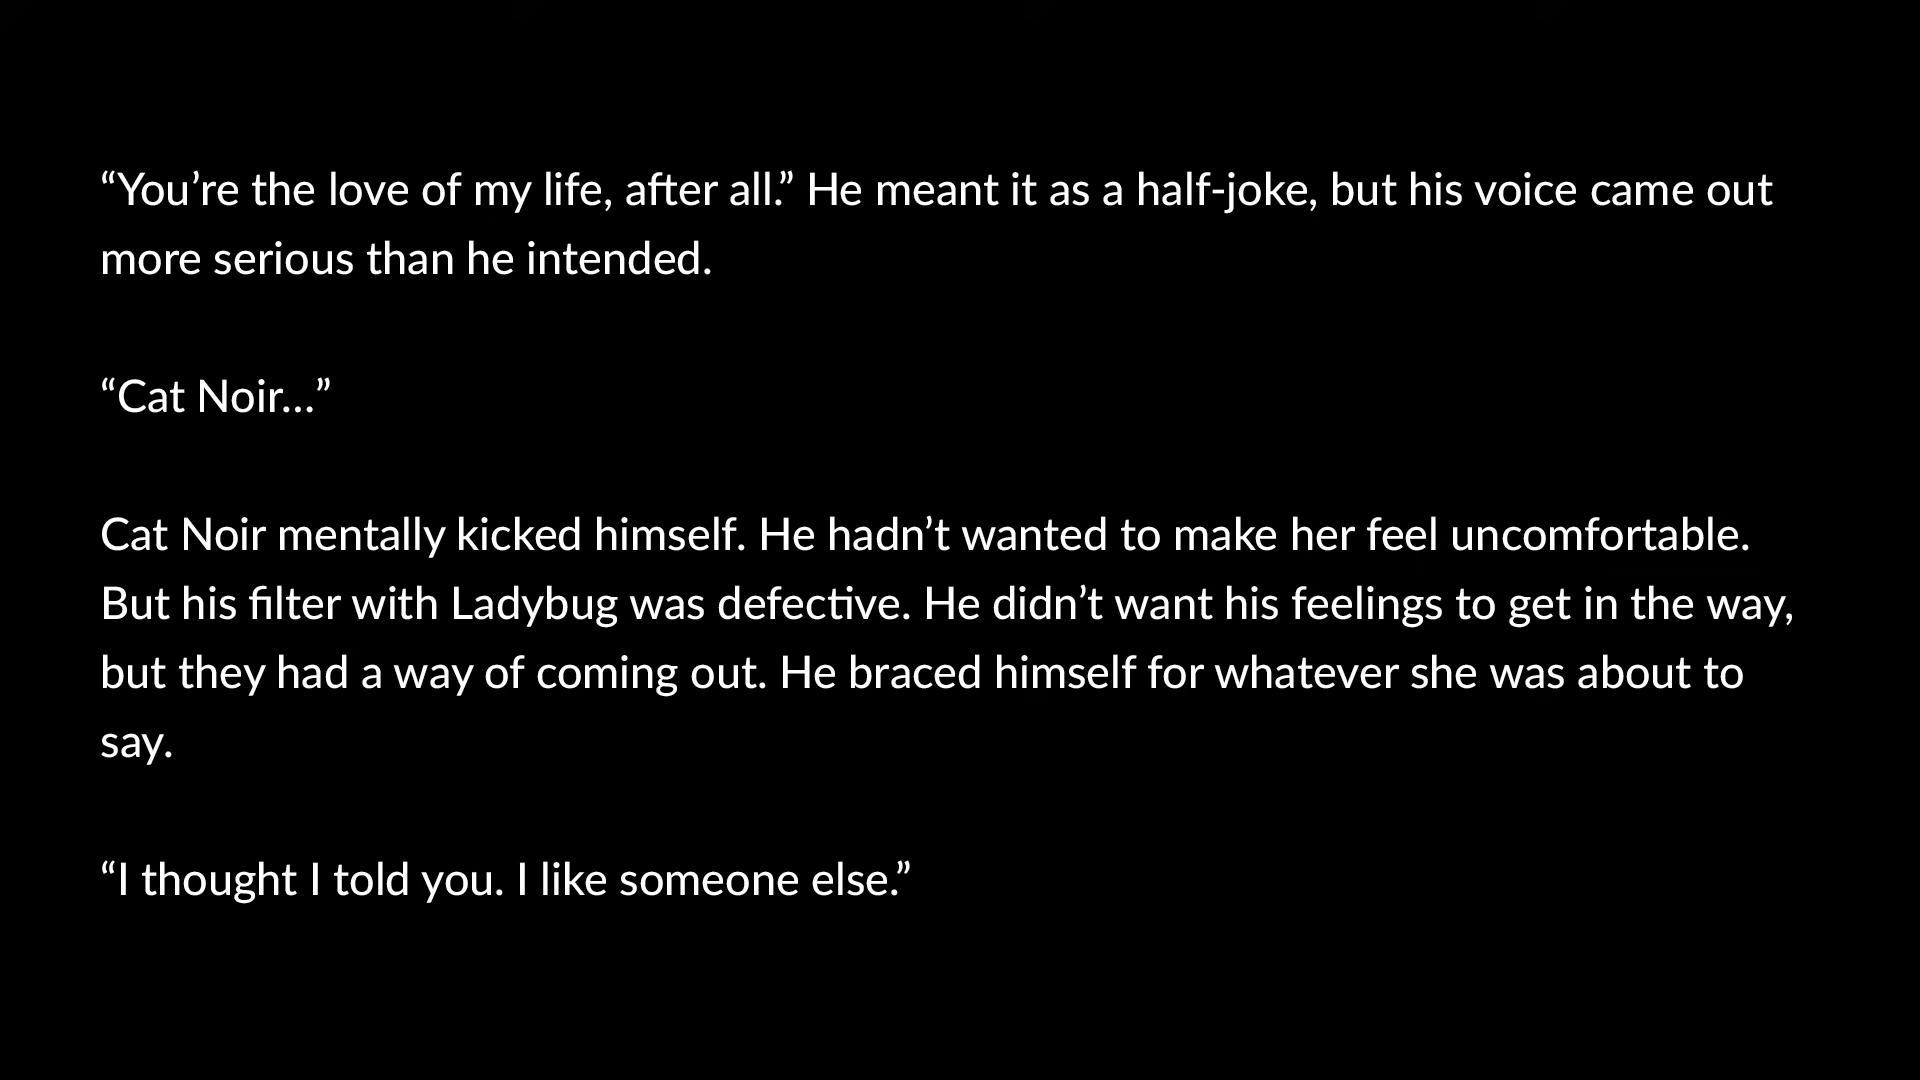 “You’re the love of my life, after all.” He meant it as a half-joke, but his voice came out
more serious than he intended.
“Cat Noir…”
Cat Noir mentally kicked himself. He hadn’t wanted to make her feel uncomfortable.
But his filter with Ladybug was defective. He didn’t want his feelings to get in the way,
but they had a way of coming out. He braced himself for whatever she was about to
say.
“I thought I told you. I like someone else.”